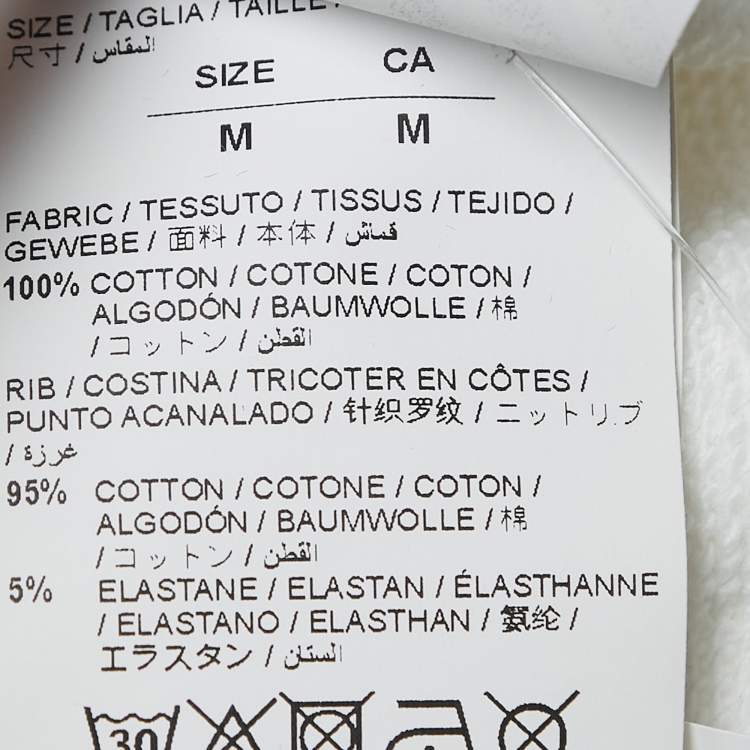 SIZE / TAGLIA / TAILLE
尺寸 / المقاس
SIZE CA
M M
FABRIC / TESSUTO / TISSUS / TEJIDO /
GEWEBE / 面料 / 本体 / قماش
100% COTTON / COTONE / COTON /
ALGODÓN / BAUMWOLLE / 棉
/ コットン / القطن
RIB / COSTINA / TRICOTER EN CÔTES /
PUNTO ACANALADO / 针织罗纹 / ニットリブ
/ غرزة
95% COTTON / COTONE / COTON /
ALGODÓN / BAUMWOLLE / 棉
/ コットン / القطن
5% ELASTANE / ELASTAN / ÉLASTHANNE
/ ELASTANO / ELASTHAN / 氨纶 /
エラスタン / الستان
30